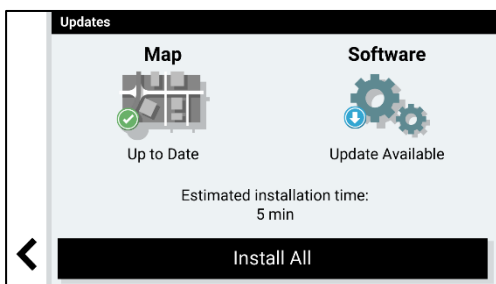 Updates
Map
Software
Up to Date
Update Available
Estimated installation time:
5 min
Install All